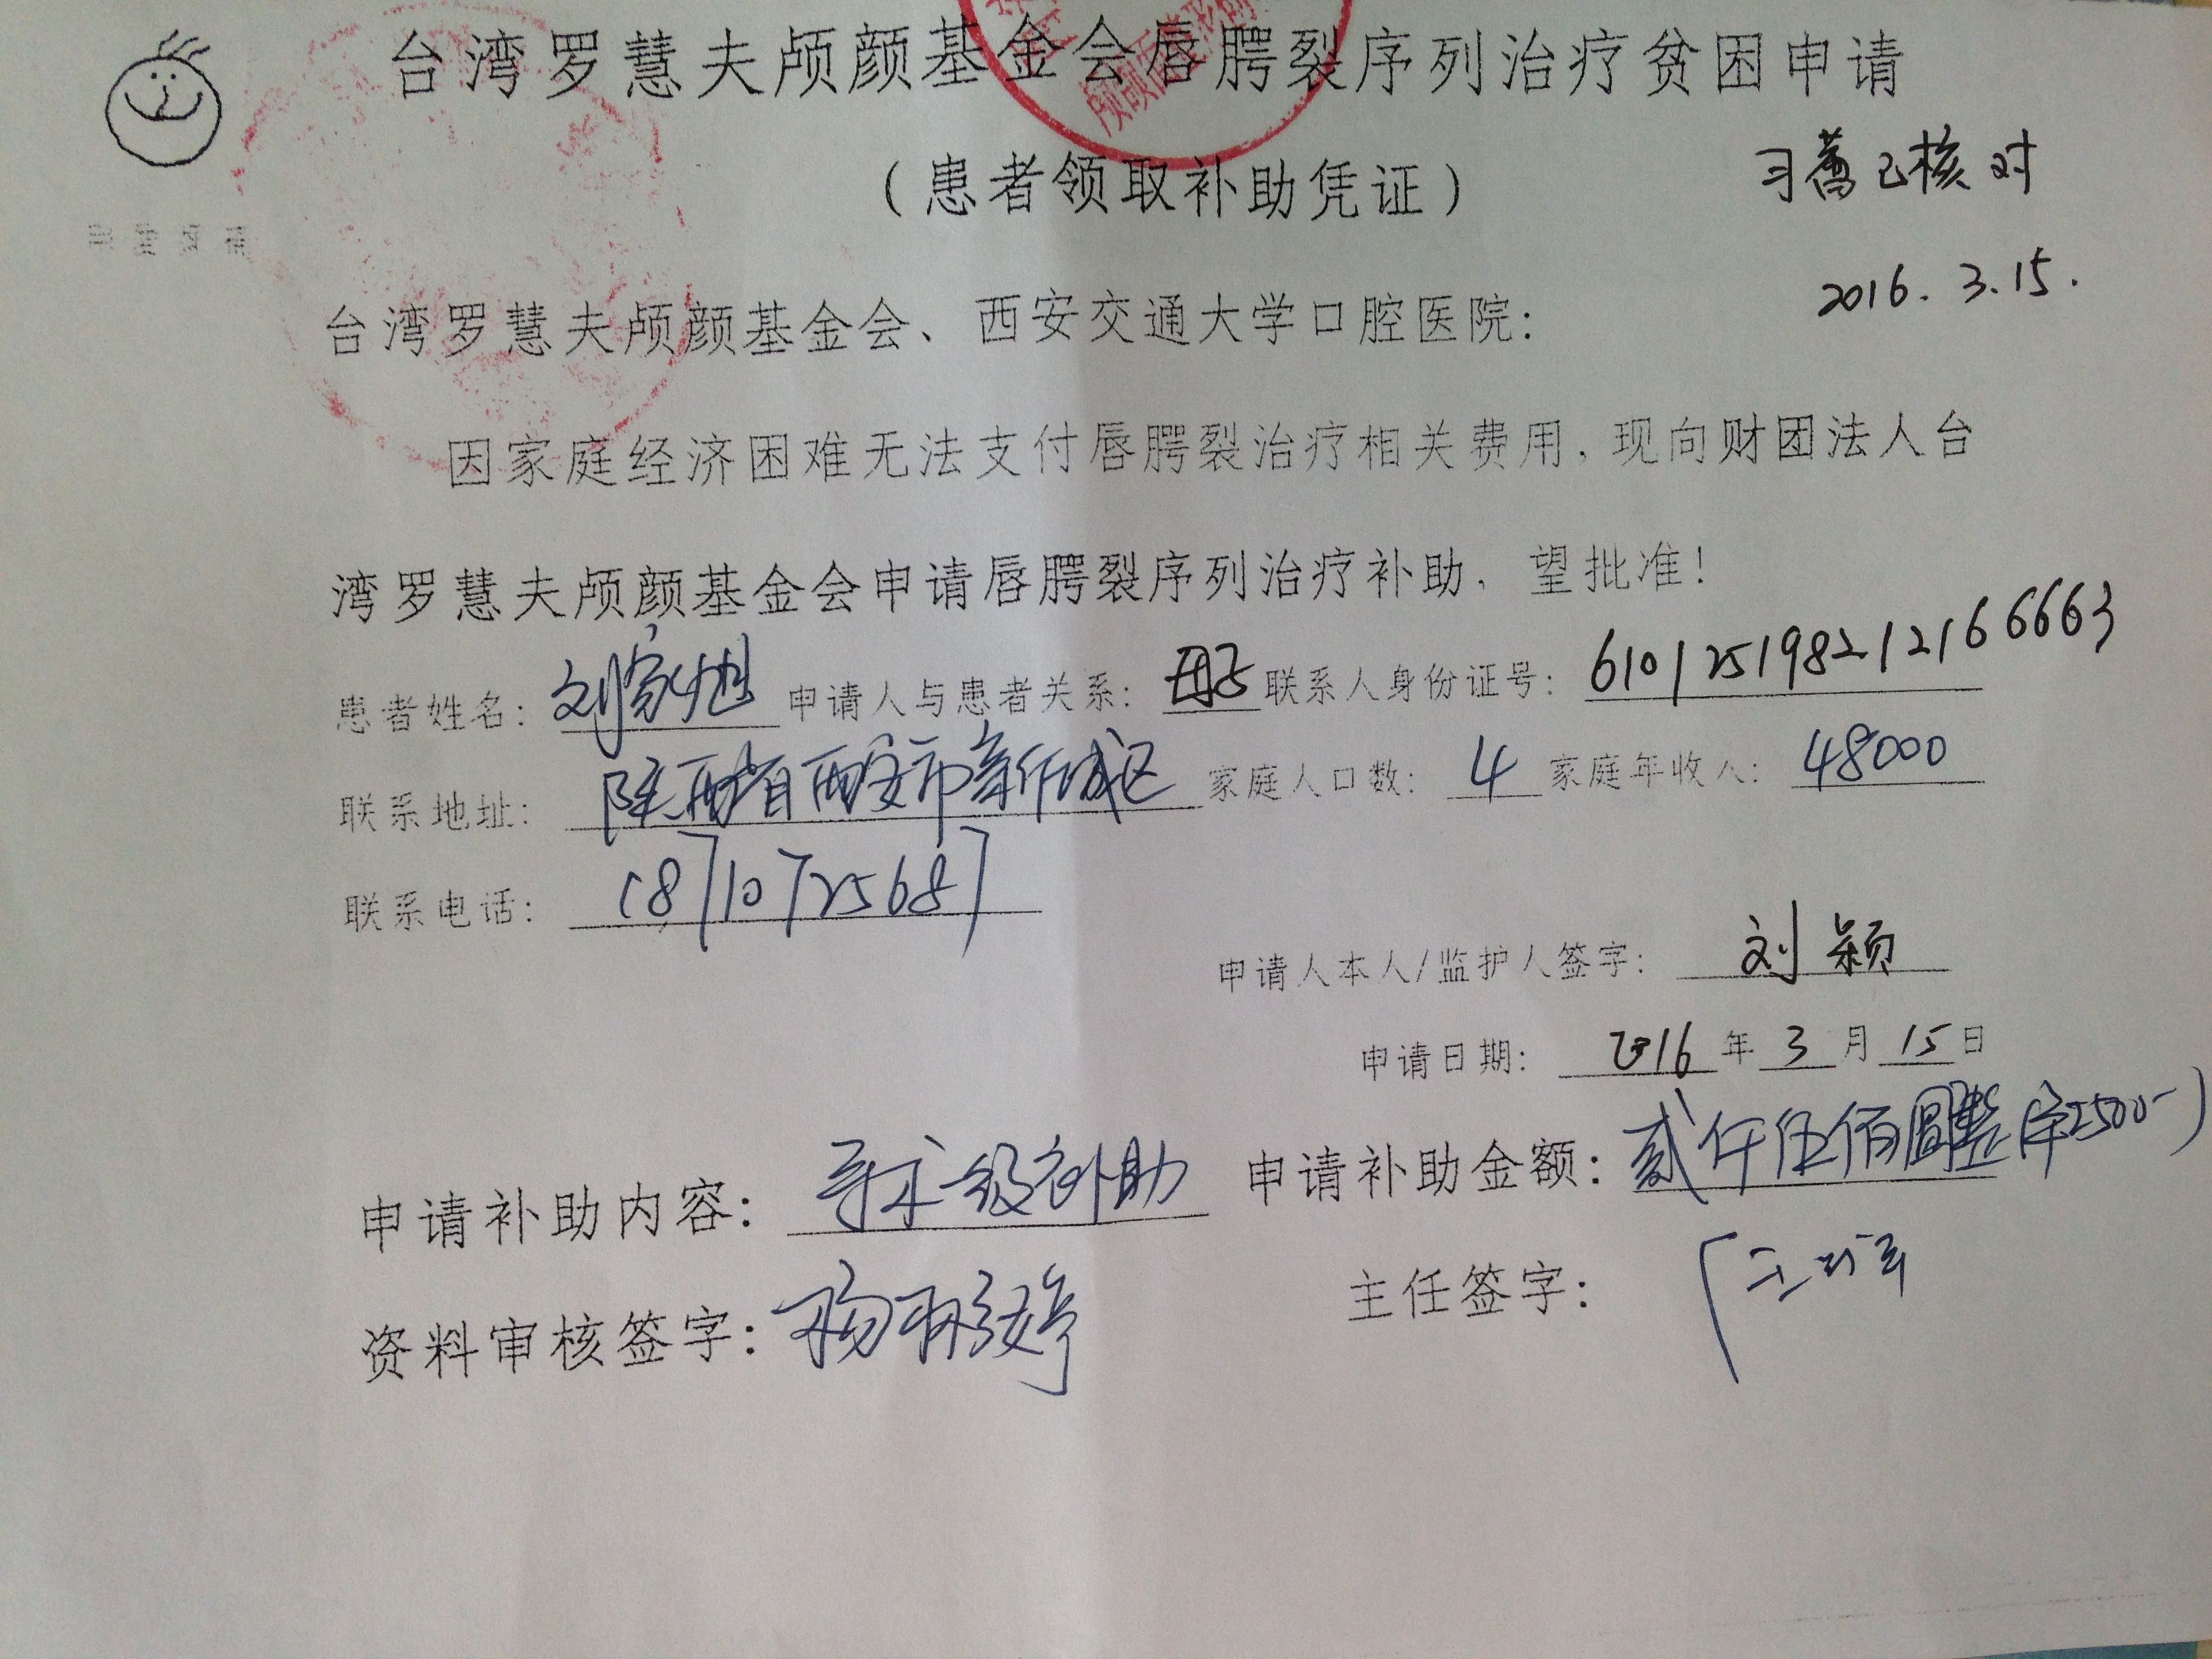 台湾罗慧夫颅颜基金会唇腭裂序列治疗贫困申请
（患者领取补助凭证）
已核对
2016.3.15.
台湾罗慧夫颅颜基金会、西安交通大学口腔医院：
因家庭经济困难无法支付唇腭裂治疗相关费用，现向财团法人台
湾罗慧夫颅颜基金会申请唇腭裂序列治疗补助，望批准！
患者姓名：刘家旭 申请人与患者关系：母子 联系人身份证号：610125198212166663
联系地址：陕西省西安市新城区 家庭人口数：4 家庭年收入：48000
联系电话：18710725687
申请人本人/监护人签字：刘颖
申请日期：2016年3月15日
申请补助内容：手术一级补助 申请补助金额：贰仟伍佰圆整(¥2500-)
资料审核签字：杨 婷 主任签字：